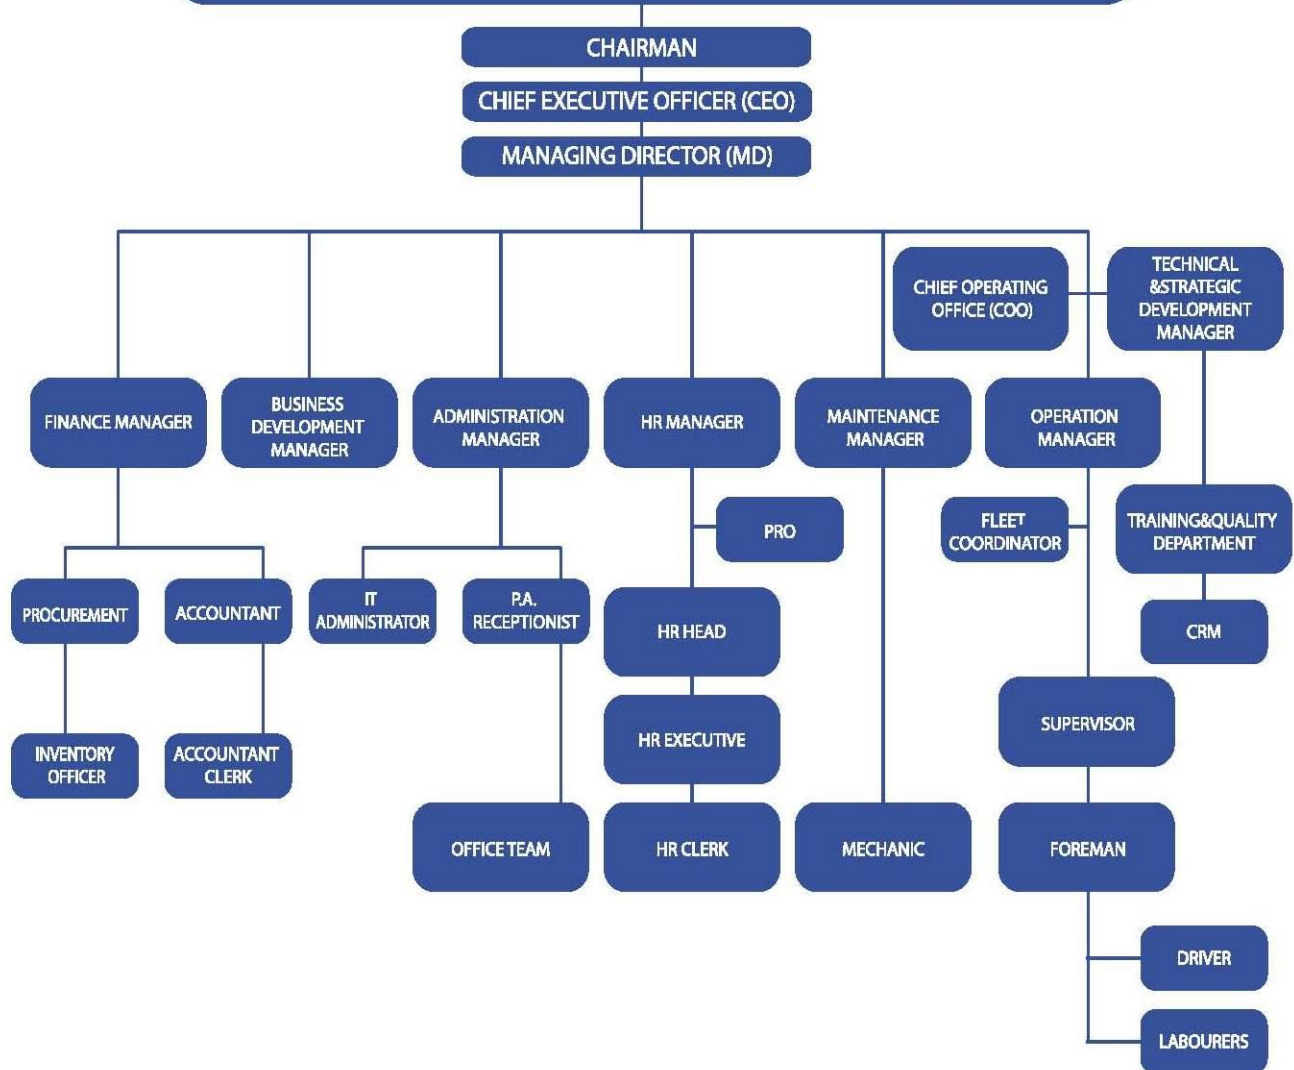 CHAIRMAN
CHIEF EXECUTIVE OFFICER (CEO)
MANAGING DIRECTOR (MD)
CHIEF OPERATING
OFFICE (COO)
TECHNICAL
&STRATEGIC
DEVELOPMENT
MANAGER
FINANCE MANAGER
BUSINESS
DEVELOPMENT
MANAGER
ADMINISTRATION
MANAGER
HR MANAGER
MAINTENANCE
MANAGER
OPERATION
MANAGER
PRO
FLEET
COORDINATOR
TRAINING&QUALITY
DEPARTMENT
PROCUREMENT
ACCOUNTANT
IT
ADMINISTRATOR
P.A.
RECEPTIONIST
HR HEAD
CRM
SUPERVISOR
HR EXECUTIVE
INVENTORY
OFFICER
ACCOUNTANT
CLERK
OFFICE TEAM
HR CLERK
MECHANIC
FOREMAN
DRIVER
LABOURERS